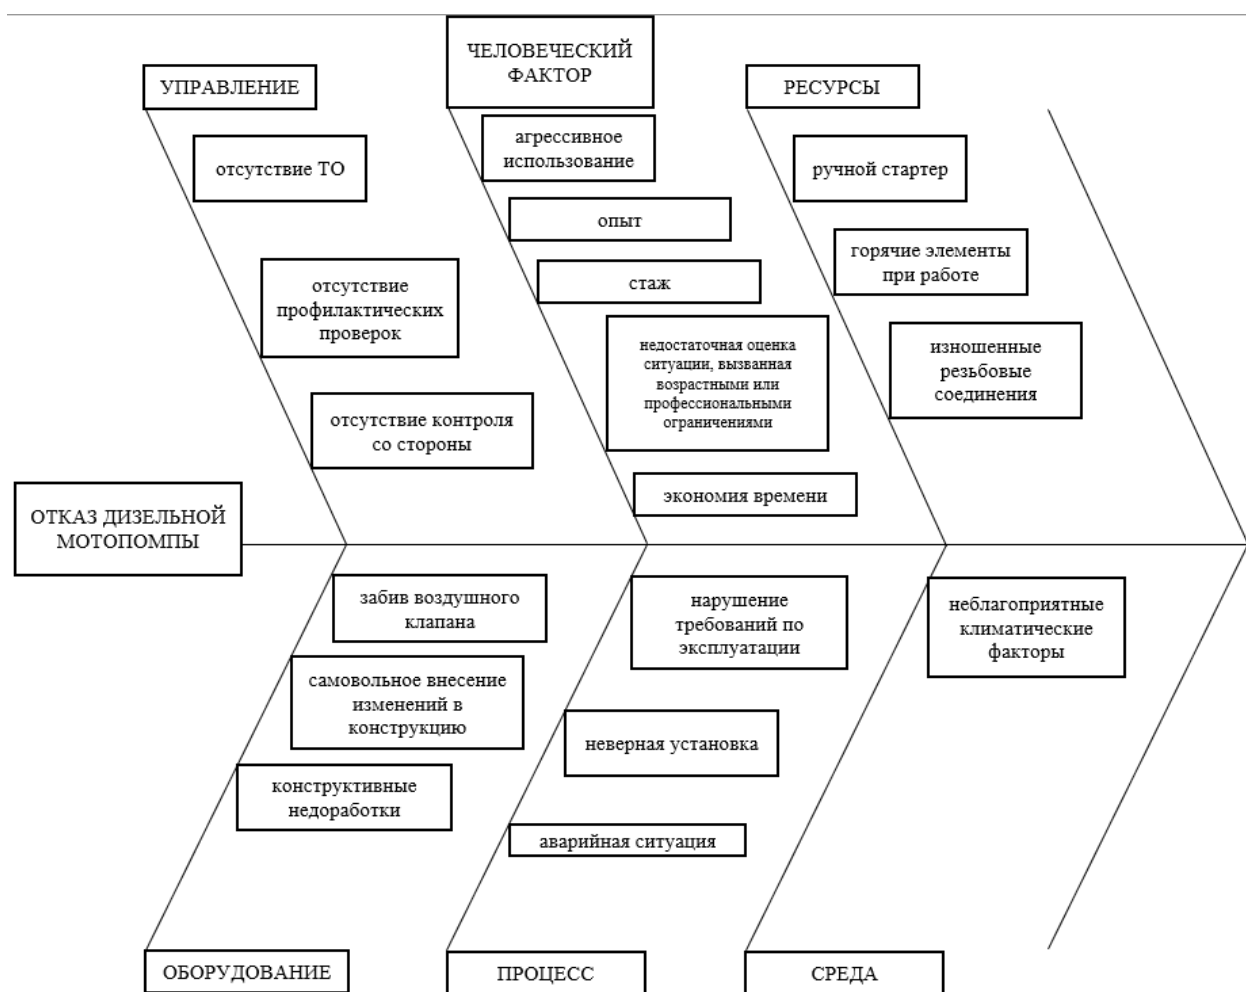 УПРАВЛЕНИЕ
отсутствие ТО
отсутствие
профилактических
проверок
отсутствие контроля
со стороны
ЧЕЛОВЕЧЕСКИЙ
ФАКТОР
агрессивное
использование
опыт
стаж
недостаточная оценка
ситуации, вызванная
возрастными или
профессиональными
ограничениями
экономия времени
РЕСУРСЫ
ручной стартер
горячие элементы
при работе
изношенные
резьбовые
соединения
ОТКАЗ ДИЗЕЛЬНОЙ
МОТОПОМПЫ
забив воздушного
клапана
самовольное внесение
изменений в
конструкцию
конструктивные
недоработки
ОБОРУДОВАНИЕ
нарушение
требований по
эксплуатации
неверная установка
аварийная ситуация
ПРОЦЕСС
неблагоприятные
климатические
факторы
СРЕДА